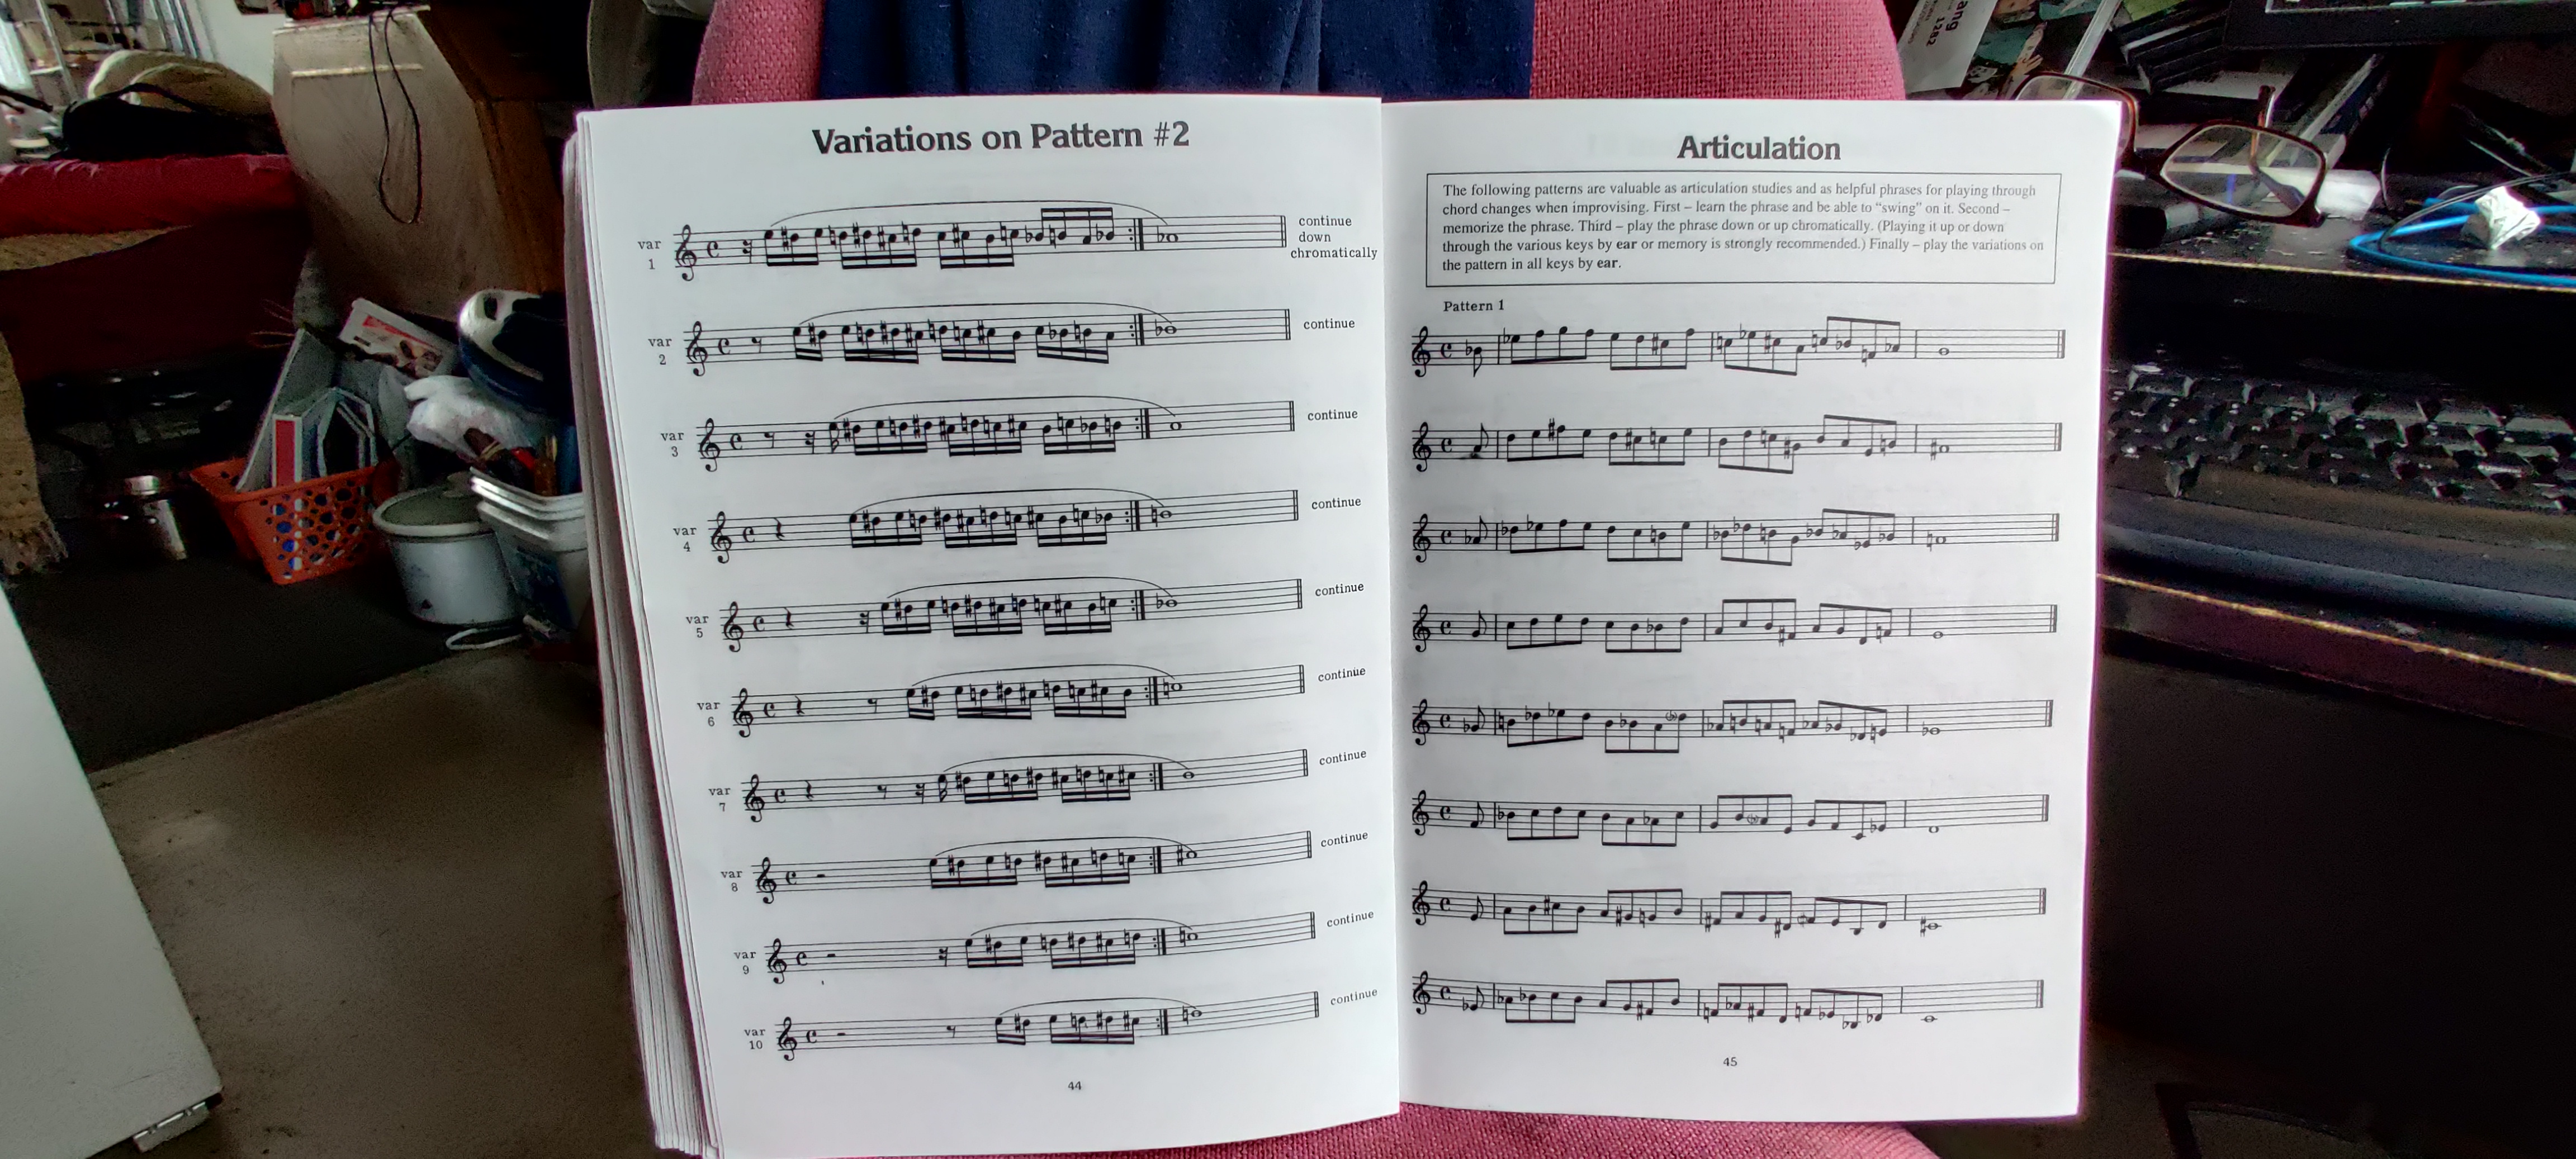 Variations on Pattern #2
var
1
continue
down
chromatically
var
2
continue
var
3
continue
var
4
continue
var
5
continue
var
6
continue
var
7
continue
var
8
continue
var
9
continue
var
10
continue
44
Articulation
The following patterns are valuable as articulation studies and as helpful phrases for playing through
chord changes when improvising. First – learn the phrase and be able to “swing” on it. Second –
memorize the phrase. Third – play the phrase down or up chromatically. (Playing it up or down
through the various keys by ear or memory is strongly recommended.) Finally – play the variations on
the pattern in all keys by ear.
Pattern 1
45
ang
1282